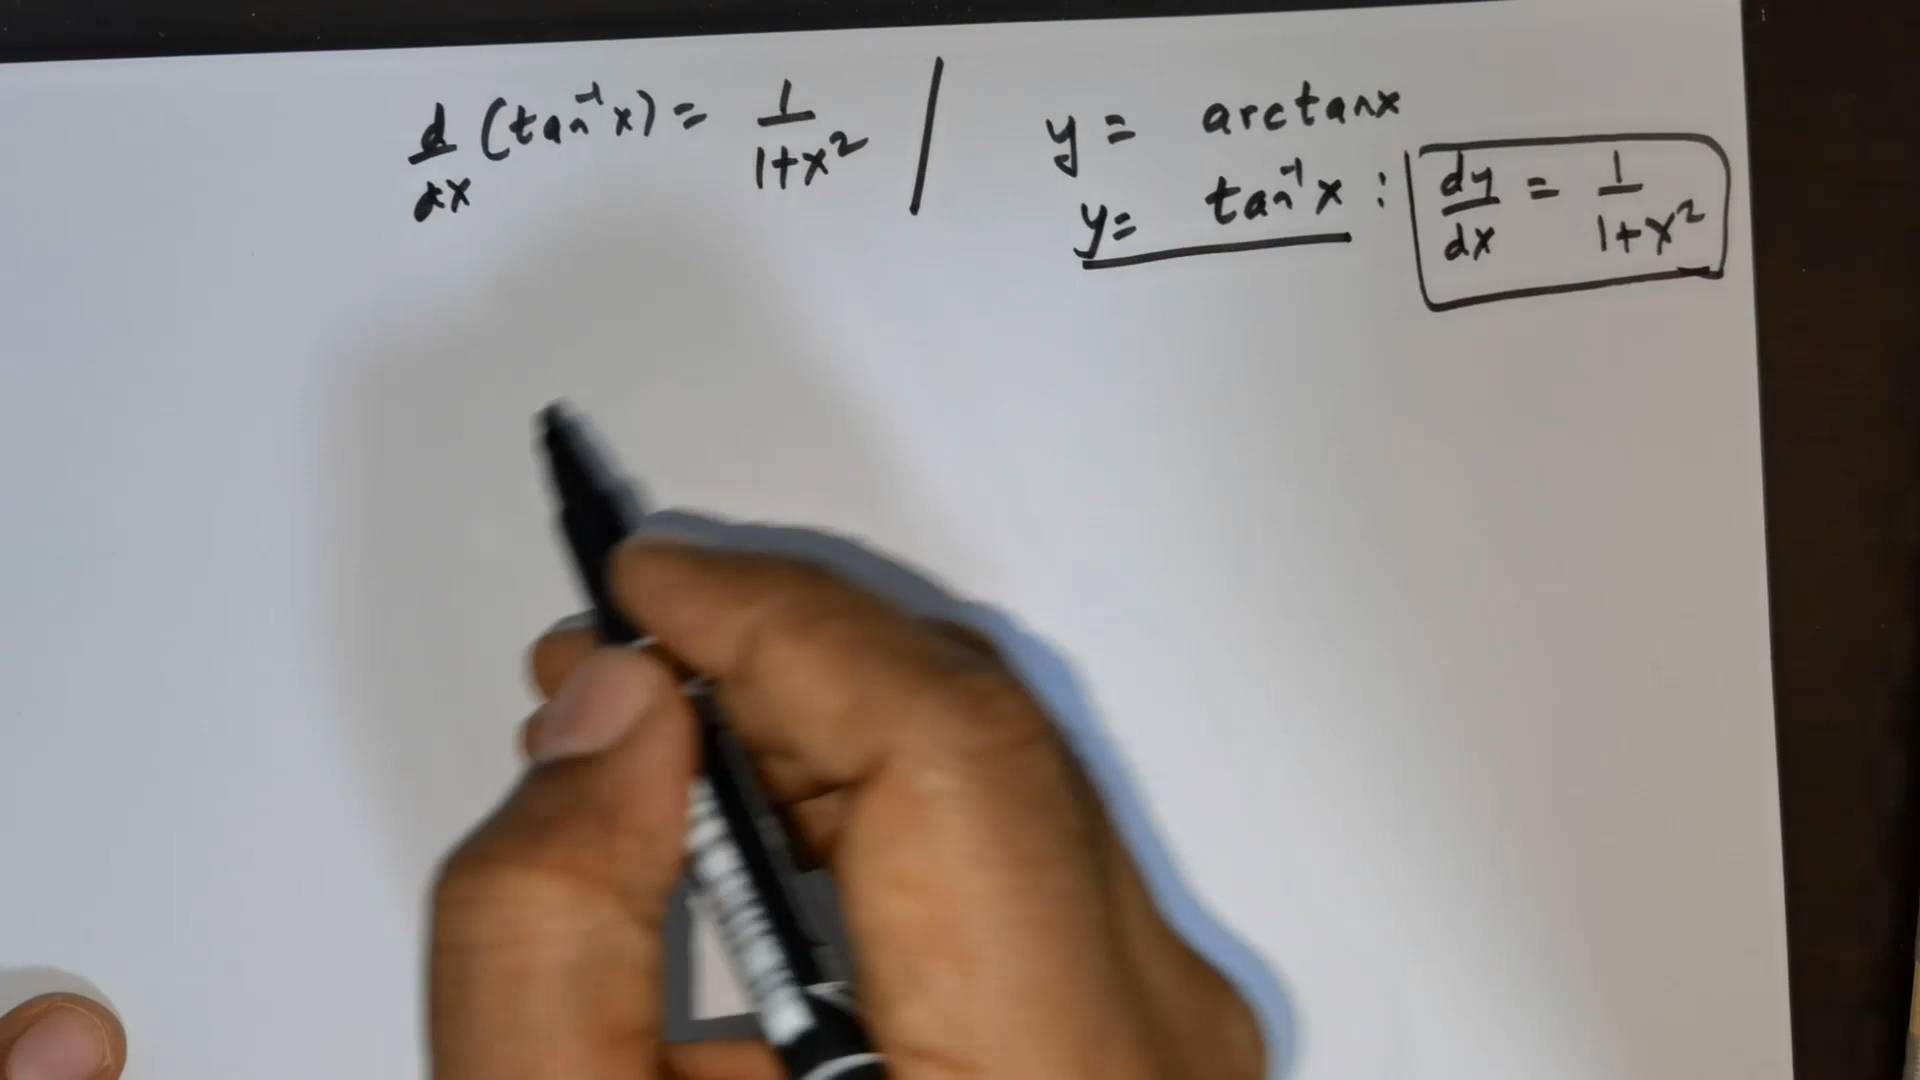 d/dx (tan⁻¹x) = 1/(1+x²)
y = arctanx
y = tan⁻¹x : dy/dx = 1/(1+x²)